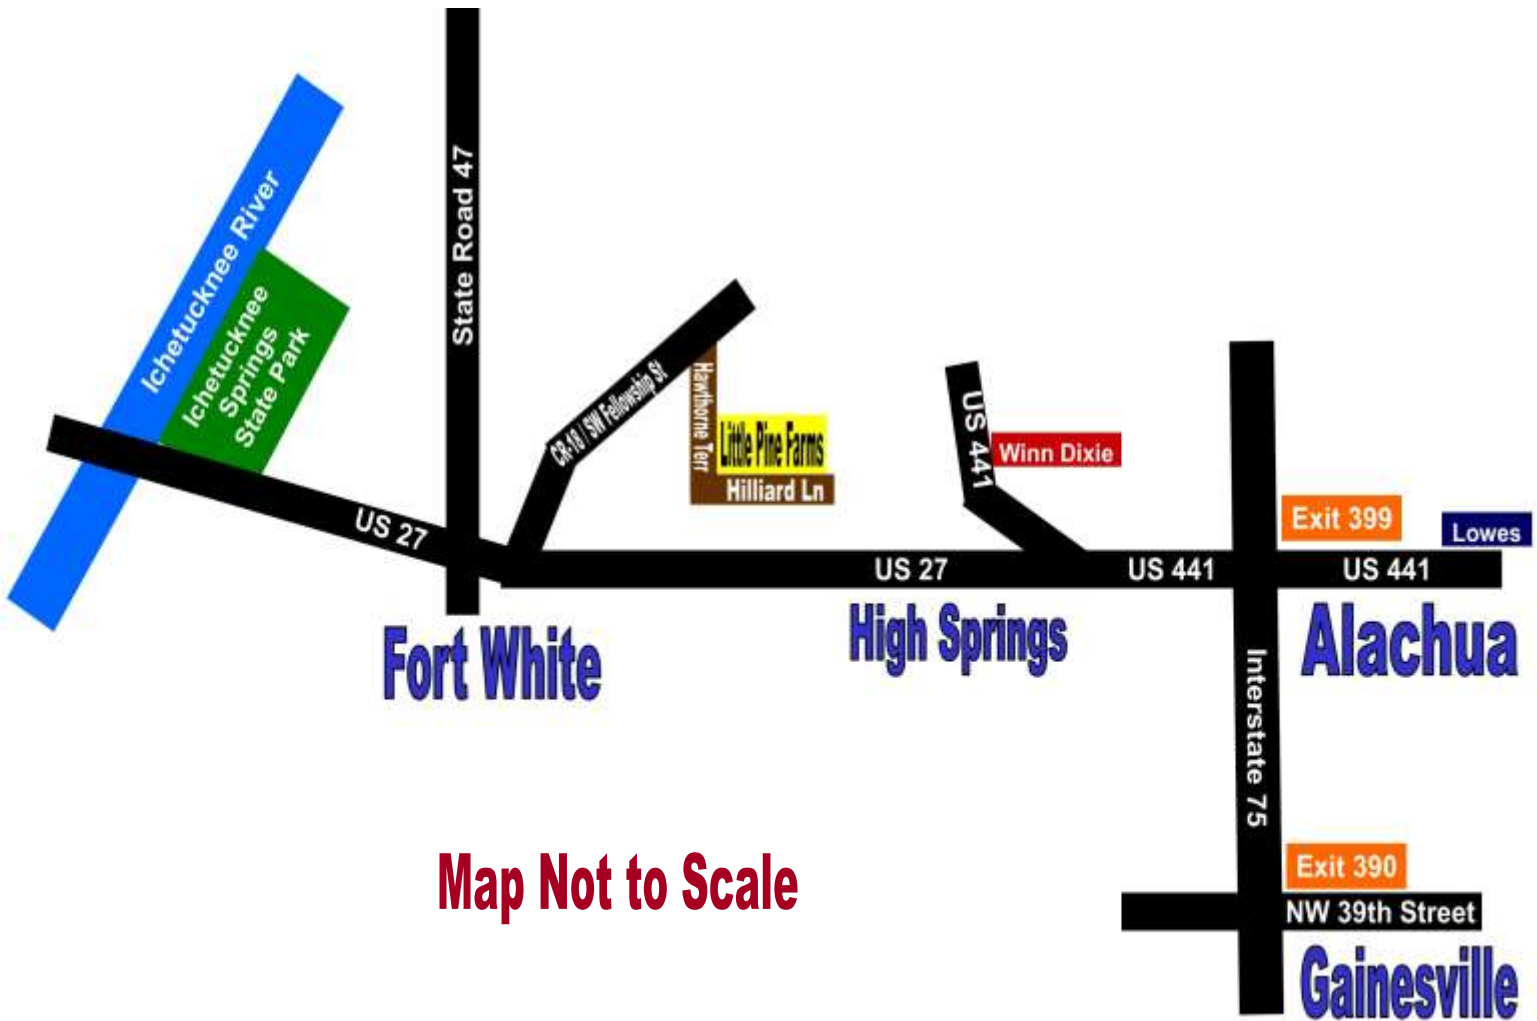 Ichetucknee River
Ichetucknee
Springs
State Park
US 27
State Road 47
CR-18 / SW Fellowship St
Hawthorne Terr
Little Pine Farms
Hilliard Ln
US 441
Winn Dixie
Exit 399
Lowes
US 27
US 441
US 441
Fort White
High Springs
Alachua
Interstate 75
Map Not to Scale
Exit 390
NW 39th Street
Gainesville